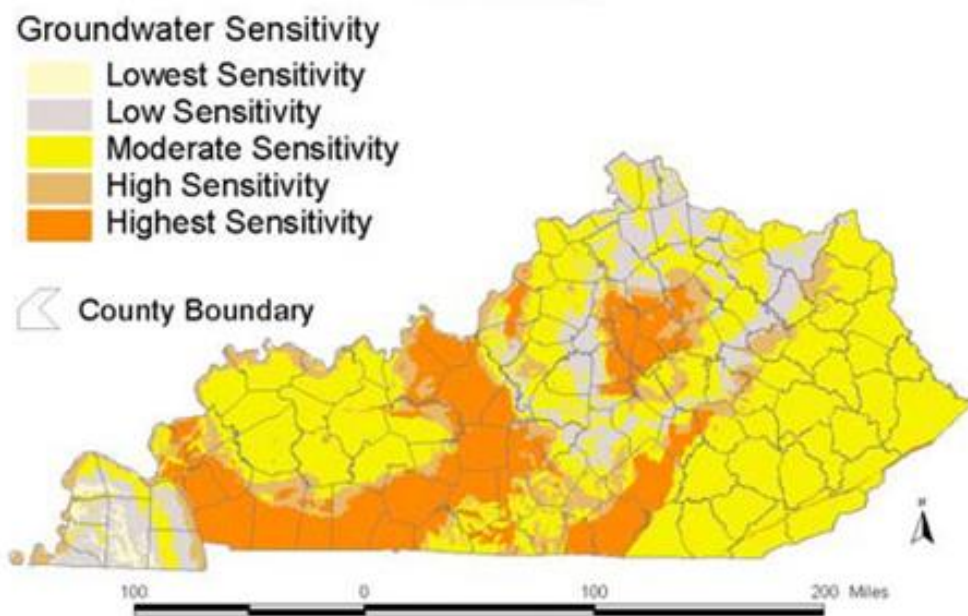 Groundwater Sensitivity
Lowest Sensitivity
Low Sensitivity
Moderate Sensitivity
High Sensitivity
Highest Sensitivity
County Boundary
N
100 0 100 200 Miles